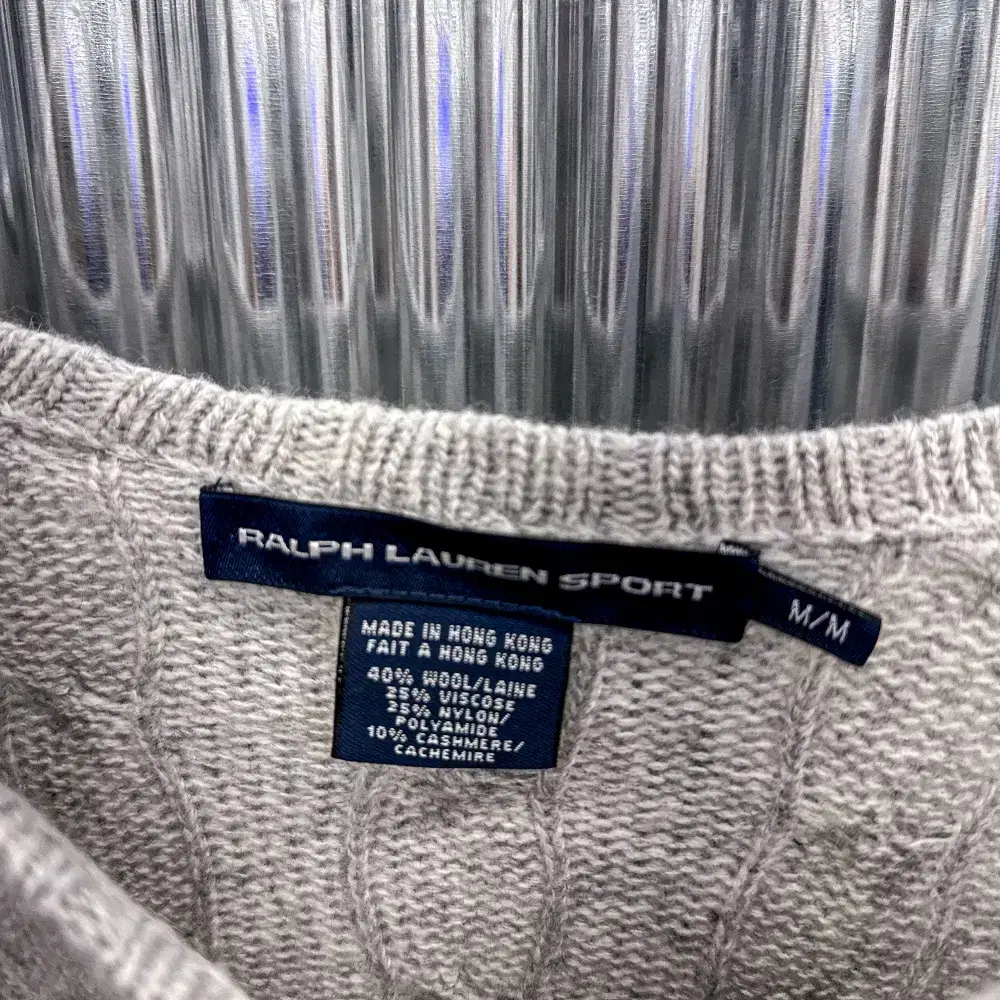 RALPH LAUREN SPORT
M/M
MADE IN HONG KONG
FAIT A HONG KONG
40% WOOL/LAINE
25% VISCOSE
25% NYLON/
POLYAMIDE
10% CASHMERE/
CACHEMIRE